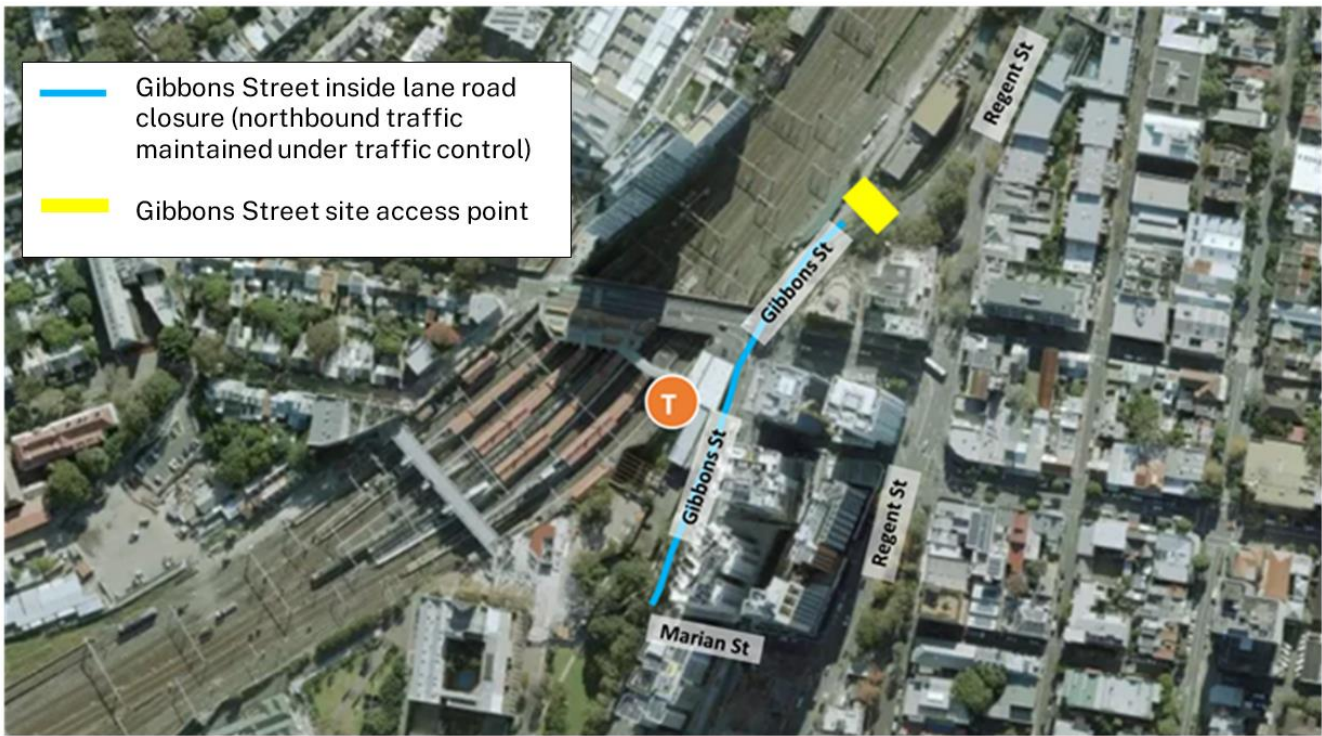 Gibbons Street inside lane road
closure (northbound traffic
maintained under traffic control)
Gibbons Street site access point
Regent St
Gibbons St
T
Gibbons St
Regent St
Marian St